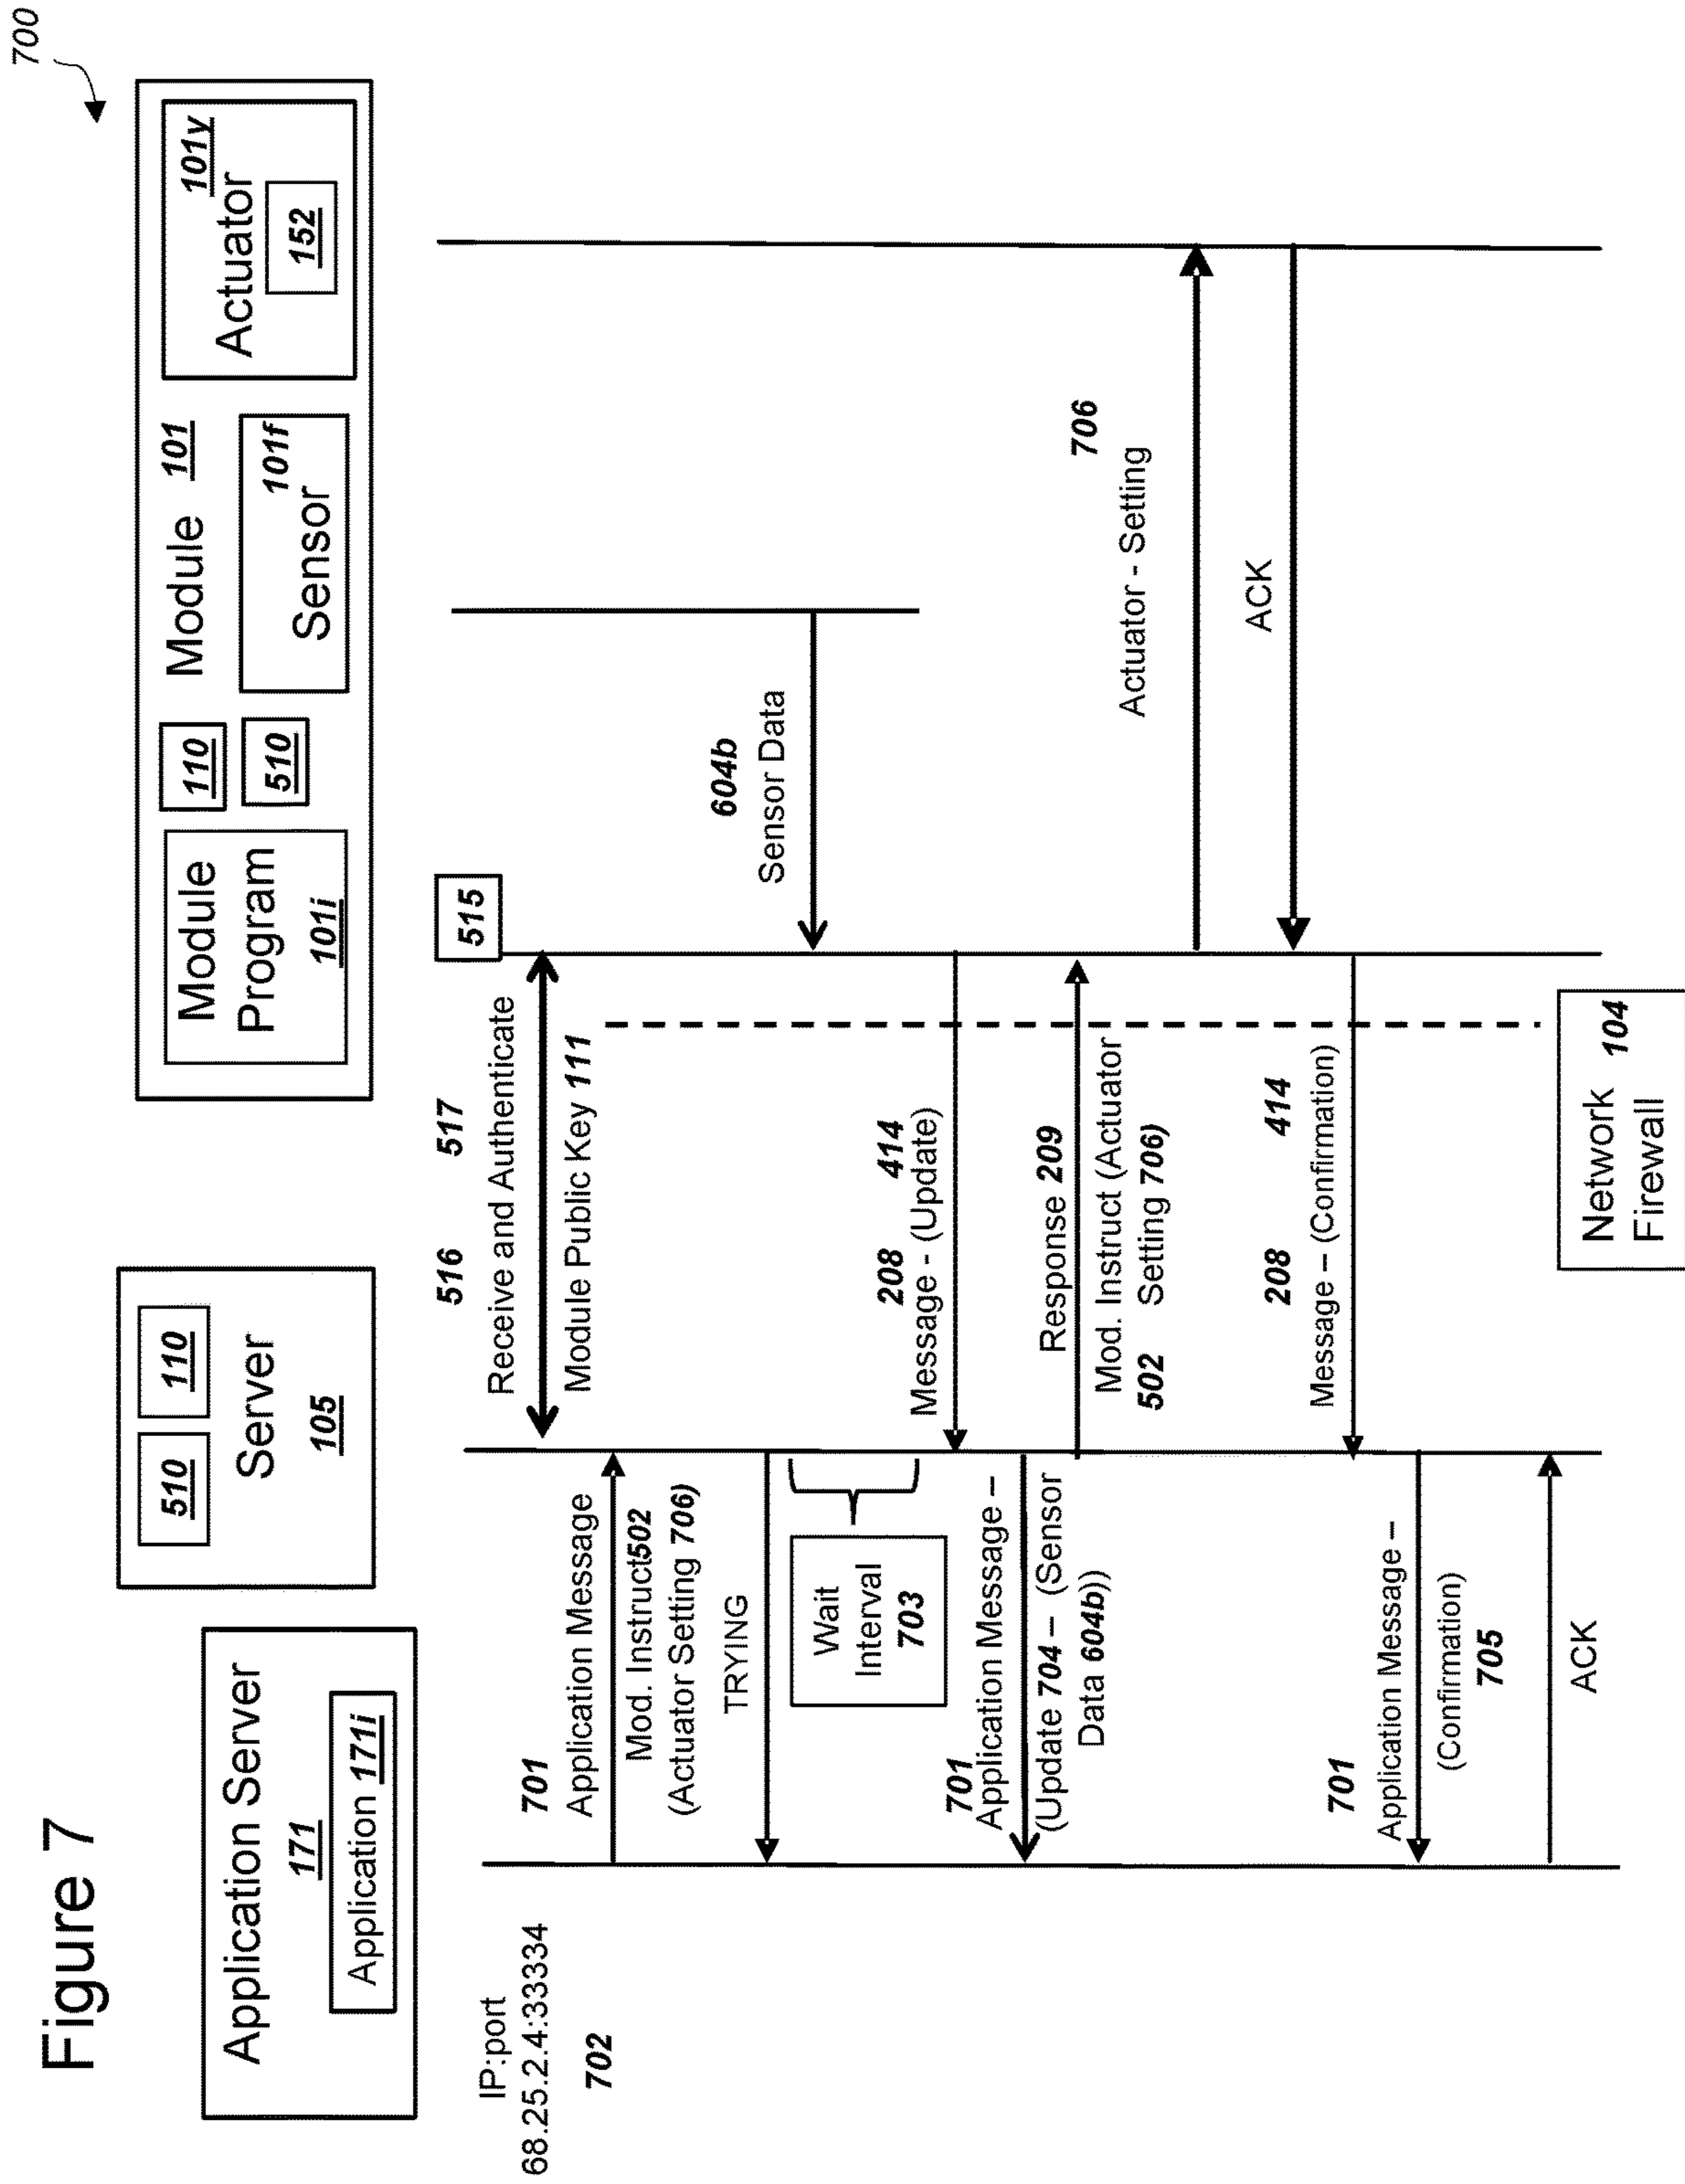 Figure 7
700
Application Server
171
Application 171i
510
110
Server
105
Module
Program
101i
110
510
Module 101
101f
Sensor
101y
Actuator
152
IP:port
68.25.2.4:33334
702
516 517
Receive and Authenticate
Module Public Key 111
515
701
Application Message
Mod. Instruct502
(Actuator Setting 706)
TRYING
Wait
Interval
703
604b
Sensor Data
208 414
Message - (Update)
701
Application Message –
(Update 704 – (Sensor
Data 604b))
Response 209
Mod. Instruct (Actuator
502 Setting 706)
706
Actuator - Setting
ACK
208 414
Message – (Confirmation)
701
Application Message –
(Confirmation)
705
ACK
Network 104
Firewall